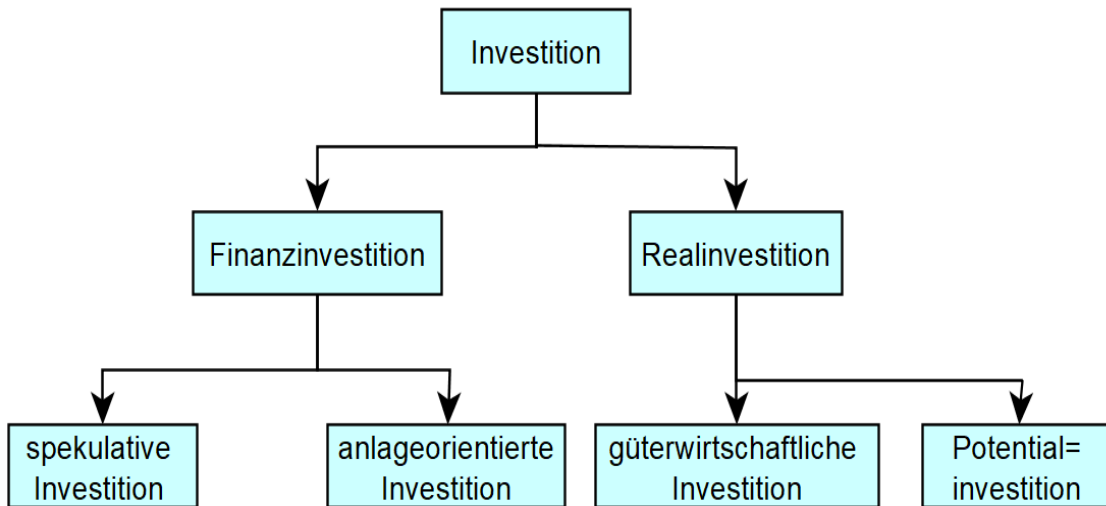 Investition
Finanzinvestition
Realinvestition
spekulative
Investition
anlageorientierte
Investition
güterwirtschaftliche
Investition
Potential=
investition